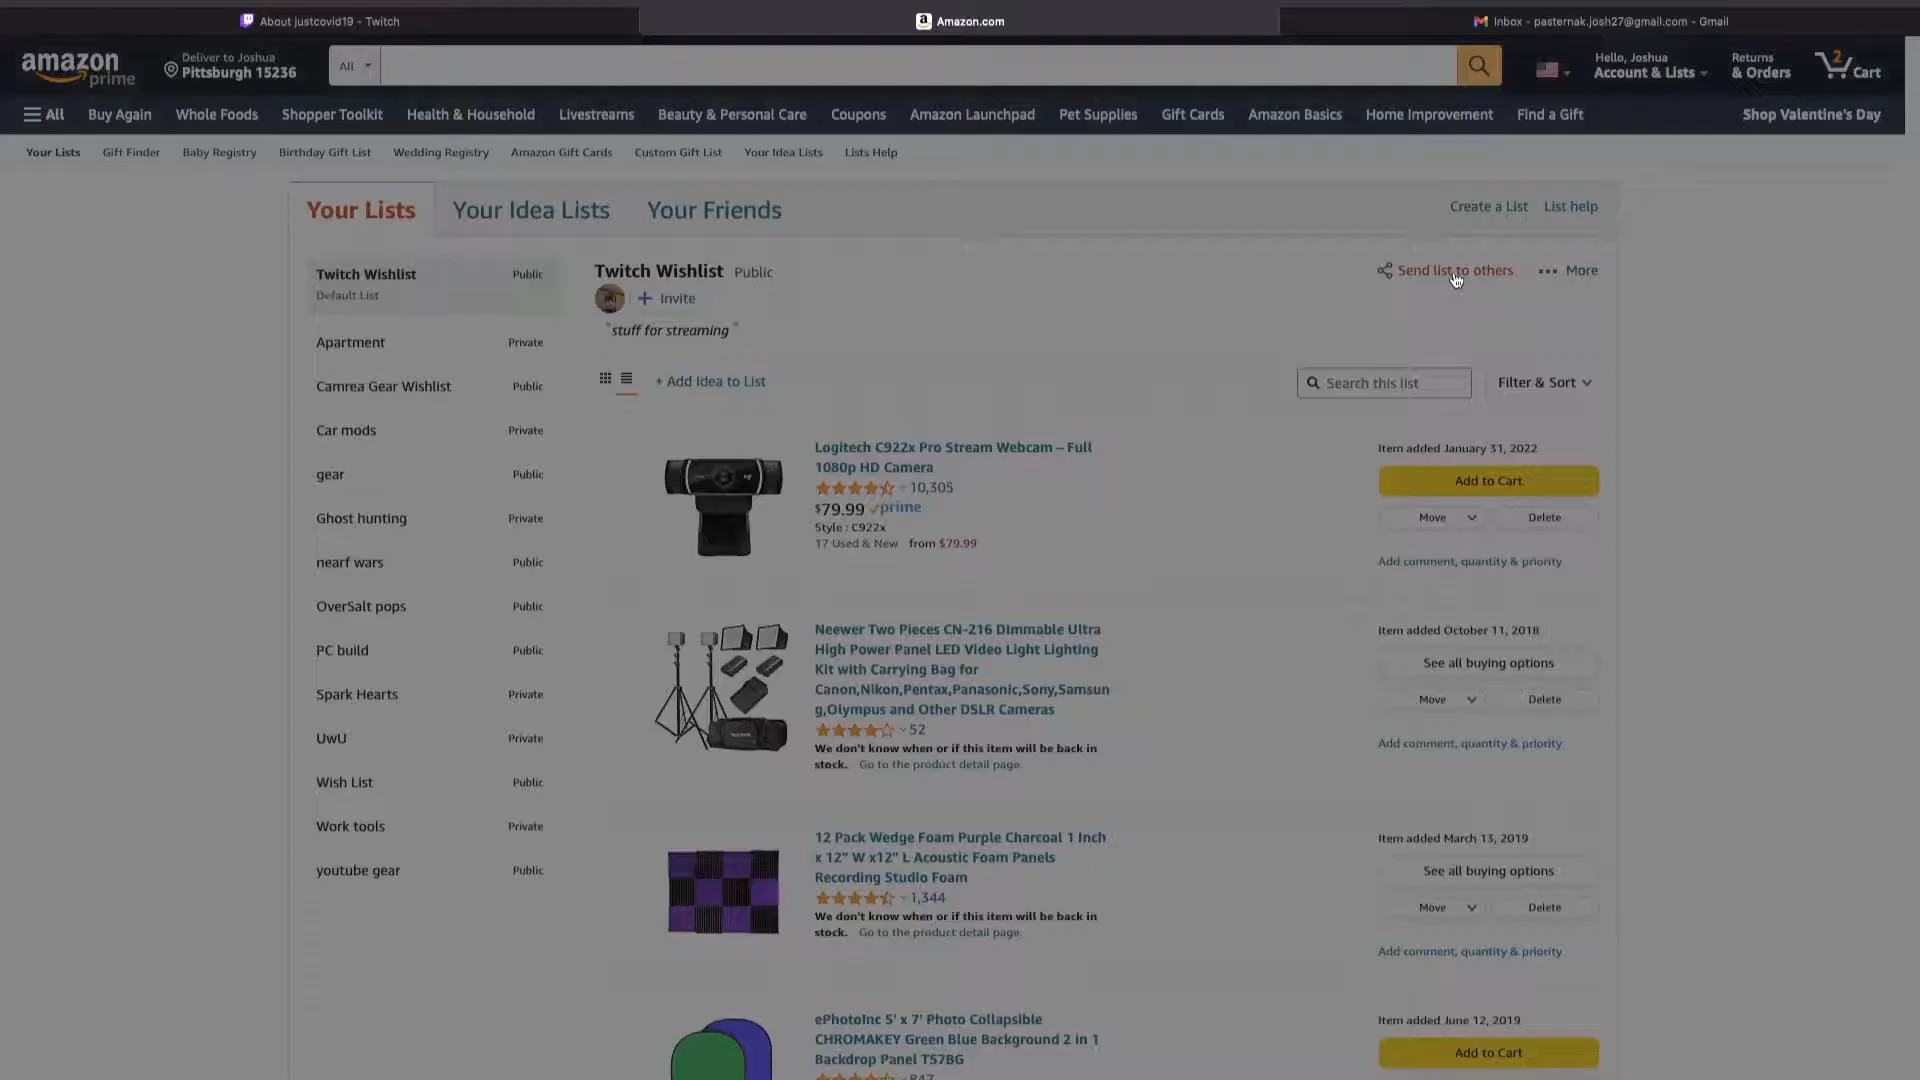 About justcovid19 - Twitch
Amazon.com
Inbox - pasternak.josh27@gmail.com - Gmail
amazon prime
Deliver to Joshua
Pittsburgh 15236
All
Hello, Joshua
Account & Lists
Returns
& Orders
2
Cart
All Buy Again Whole Foods Shopper Toolkit Health & Household Livestreams Beauty & Personal Care Coupons Amazon Launchpad Pet Supplies Gift Cards Amazon Basics Home Improvement Find a Gift Shop Valentine's Day
Your Lists Gift Finder Baby Registry Birthday Gift List Wedding Registry Amazon Gift Cards Custom Gift List Your Idea Lists Lists Help
Your Lists Your Idea Lists Your Friends
Create a List List help
Twitch Wishlist Public
Default List
Apartment Private
Camrea Gear Wishlist Public
Car mods Private
gear Public
Ghost hunting Private
nearf wars Public
OverSalt pops Public
PC build Public
Spark Hearts Private
UwU Private
Wish List Public
Work tools Private
youtube gear Public
Twitch Wishlist Public
Send list to others More
+ Invite
"stuff for streaming"
+ Add Idea to List
Search this list
Filter & Sort
Logitech C922x Pro Stream Webcam – Full
1080p HD Camera
10,305
$79.99 prime
Style : C922x
17 Used & New from $79.99
Item added January 31, 2022
Add to Cart
Move Delete
Add comment, quantity & priority
Neewer Two Pieces CN-216 Dimmable Ultra
High Power Panel LED Video Light Lighting
Kit with Carrying Bag for
Canon,Nikon,Pentax,Panasonic,Sony,Samsun
g,Olympus and Other DSLR Cameras
52
We don't know when or if this item will be back in
stock. Go to the product detail page.
Item added October 11, 2018
See all buying options
Move Delete
Add comment, quantity & priority
12 Pack Wedge Foam Purple Charcoal 1 Inch
x 12" W x12" L Acoustic Foam Panels
Recording Studio Foam
1,344
We don't know when or if this item will be back in
stock. Go to the product detail page.
Item added March 13, 2019
See all buying options
Move Delete
Add comment, quantity & priority
ePhotoInc 5' x 7' Photo Collapsible
CHROMAKEY Green Blue Background 2 in 1
Backdrop Panel T57BG
847
Item added June 12, 2019
Add to Cart